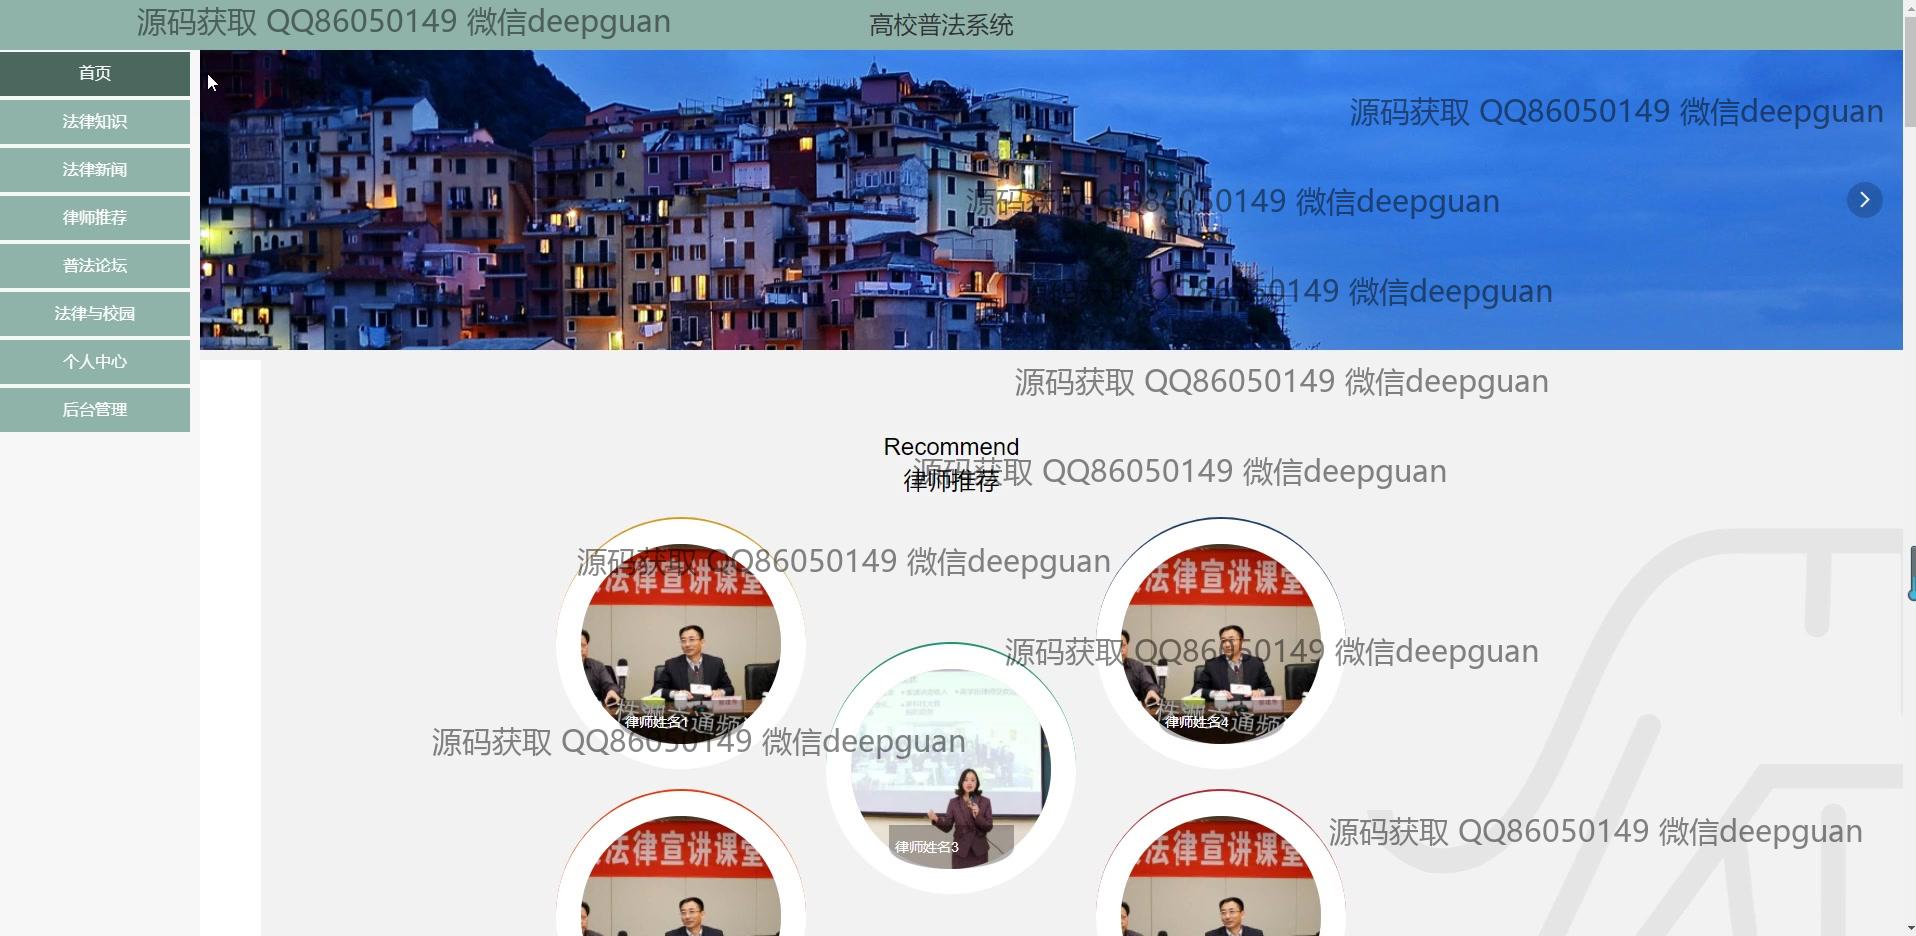 源码获取 QQ86050149 微信deepguan
高校普法系统
首页
法律知识
法律新闻
律师推荐
普法论坛
法律与校园
个人中心
后台管理
源码获取 QQ86050149 微信deepguan
源码获取 QQ86050149 微信deepguan
源码获取 QQ86050149 微信deepguan
源码获取 QQ86050149 微信deepguan
Recommend
律师推荐
源码获取 QQ86050149 微信deepguan
源码获取 QQ86050149 微信deepguan
法律宣讲课堂
法律宣讲课堂
源码获取 QQ86050149 微信deepguan
株洲交通频
律师姓名1
株洲交通频
律师姓名4
源码获取 QQ86050149 微信deepguan
律师姓名3
法律宣讲课堂
法律宣讲课堂
源码获取 QQ86050149 微信deepguan